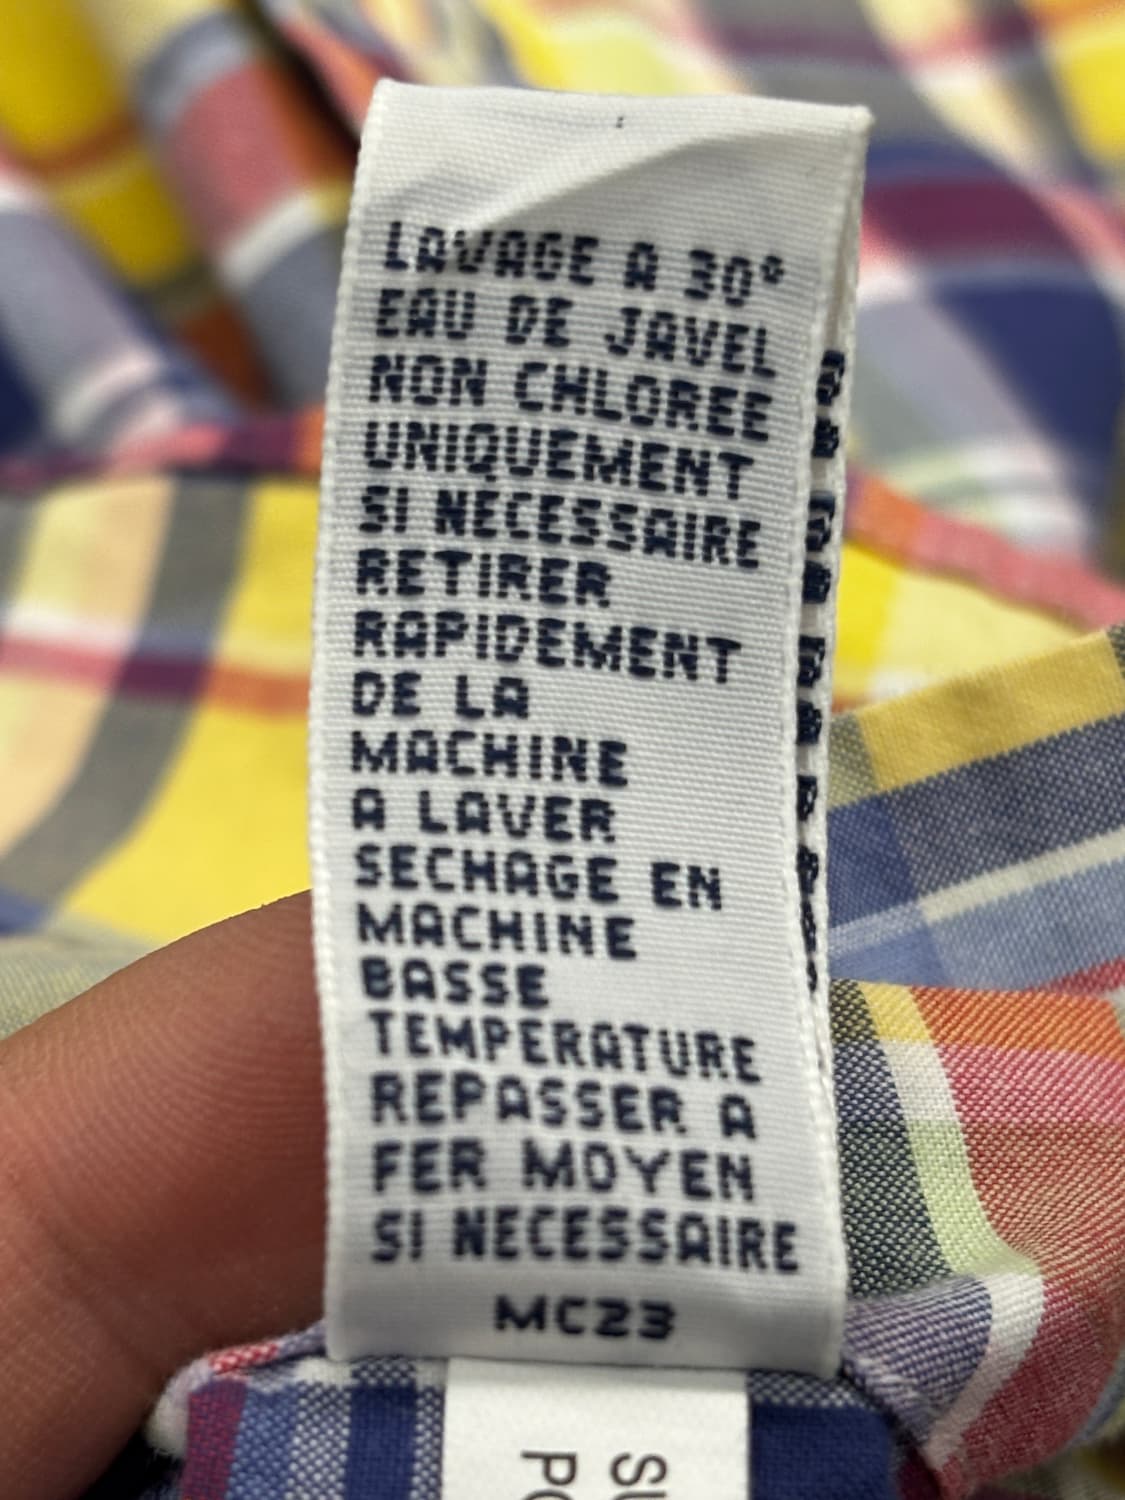 LAVAGE A 30°
EAU DE JAVEL
NON CHLOREE
UNIQUEMENT
SI NECESSAIRE
RETIRER
RAPIDEMENT
DE LA
MACHINE
A LAVER
SECHAGE EN
MACHINE
BASSE
TEMPERATURE
REPASSER A
FER MOYEN
SI NECESSAIRE
MC23